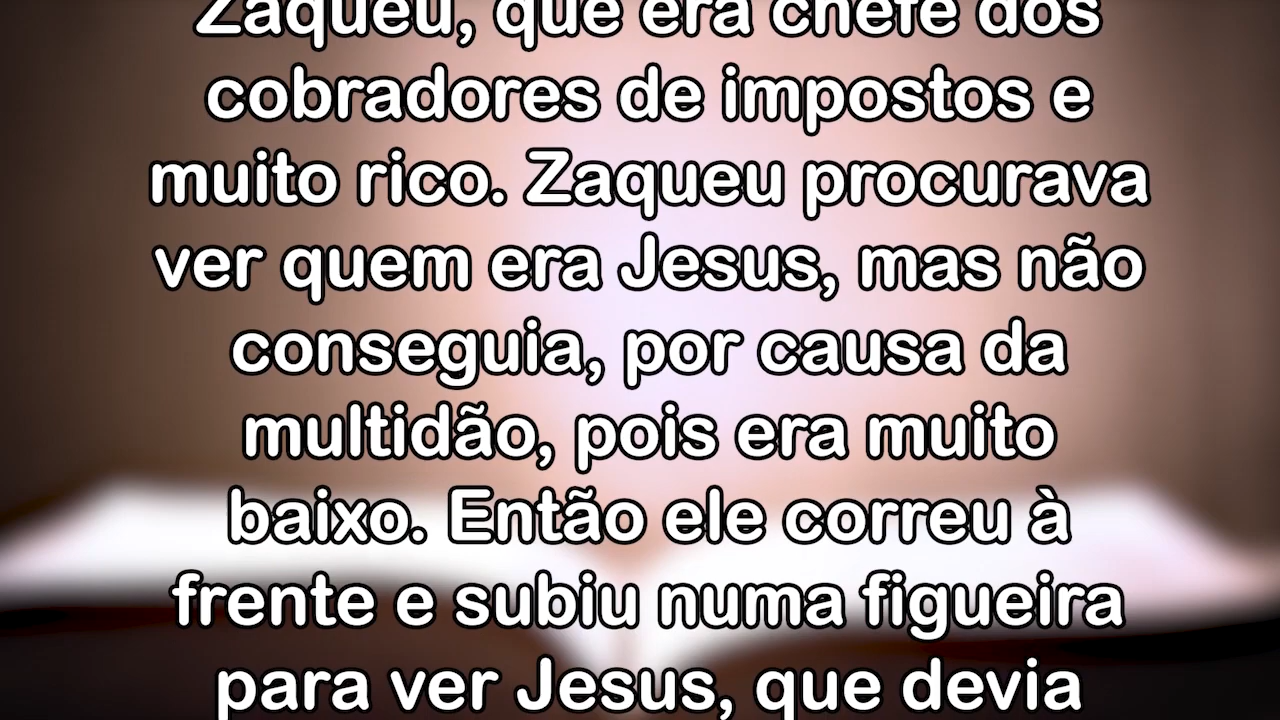 Zaqueu, que era chefe dos
cobradores de impostos e
muito rico. Zaqueu procurava
ver quem era Jesus, mas não
conseguia, por causa da
multidão, pois era muito
baixo. Então ele correu à
frente e subiu numa figueira
para ver Jesus, que devia